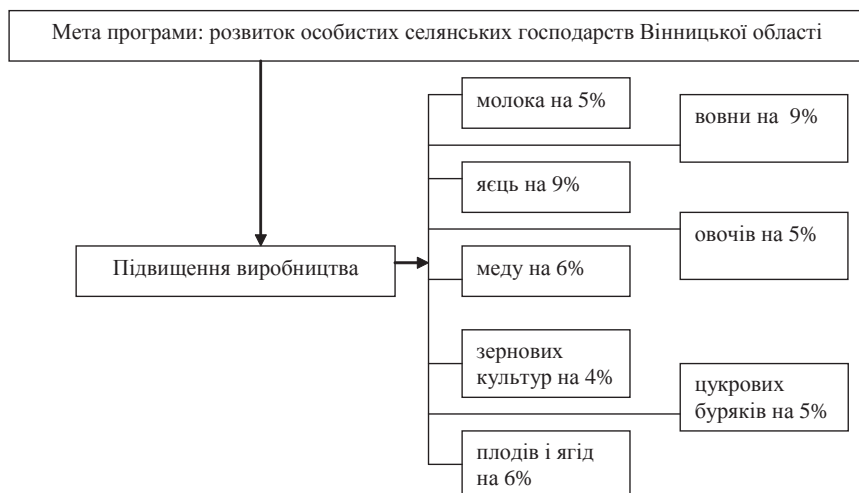 Мета програми: розвиток особистих селянських господарств Вінницької області
молока на 5%
вовни на 9%
яєць на 9%
овочів на 5%
Підвищення виробництва
меду на 6%
зернових
культур на 4%
цукрових
буряків на 5%
плодів і ягід
на 6%